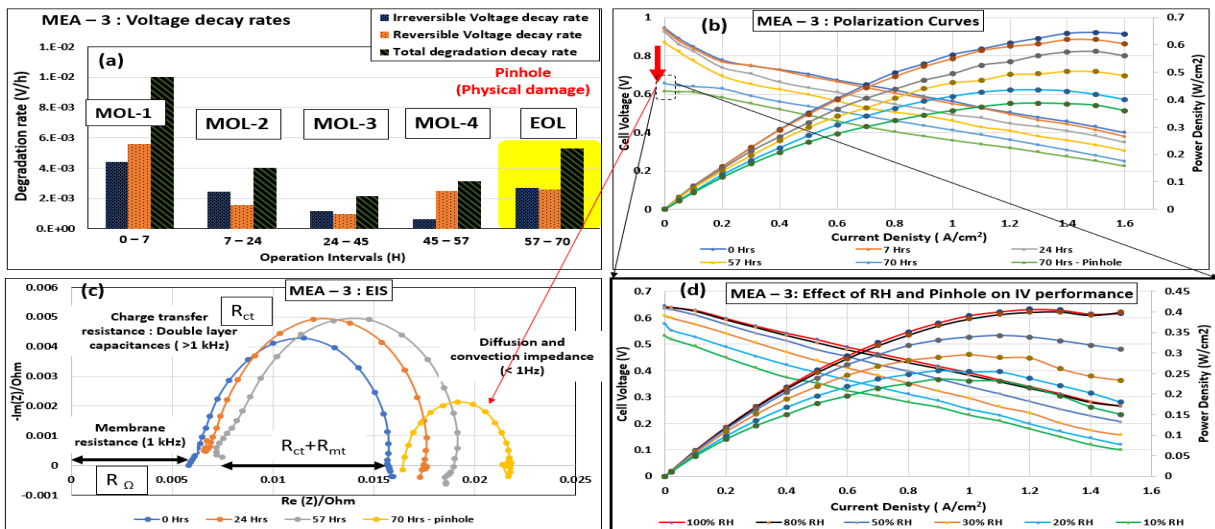 MEA – 3 : Voltage decay rates
Irreversible Voltage decay rate
Reversible Voltage decay rate
Total degradation decay rate
(a)
Pinhole
(Physical damage)
Degradation rate (V/h)
1.E-02
1.E-02
8.E-03
6.E-03
4.E-03
2.E-03
0.E+00
MOL-1
MOL-2
MOL-3
MOL-4
EOL
0 – 7
7 – 24
24 – 45
45 – 57
57 – 70
Operation Intervals (H)
MEA – 3 : Polarization Curves
(b)
Cell Voltage (V)
1
0.8
0.6
0.4
0.2
0
Power Density (W/cm2)
0.7
0.6
0.5
0.4
0.3
0.2
0.1
0
0 0.2 0.4 0.6 0.8 1 1.2 1.4 1.6
Current Denisty ( A/cm²)
0 Hrs
7 Hrs
24 Hrs
57 Hrs
70 Hrs
70 Hrs - Pinhole
(c)
MEA – 3 : EIS
-Im(Z)/Ohm
0.006
0.005
0.004
0.003
0.002
0.001
0
-0.001
Charge transfer
resistance : Double layer
capacitances ( >1 kHz)
Rct
Diffusion and
convection impedance
(< 1Hz)
Membrane
resistance (1 kHz)
R Ω
Rct+Rmt
0 0.005 0.01 0.015 0.02 0.025
Re (Z)/Ohm
0 Hrs
24 Hrs
57 Hrs
70 Hrs - pinhole
(d)
MEA – 3: Effect of RH and Pinhole on IV performance
Cell Voltage (V)
0.7
0.6
0.5
0.4
0.3
0.2
0.1
0
Power Density (W/cm2)
0.45
0.4
0.35
0.3
0.25
0.2
0.15
0.1
0.05
0
0 0.2 0.4 0.6 0.8 1 1.2 1.4 1.6
Current Denisty ( A/cm²)
100% RH
80% RH
50% RH
30% RH
20% RH
10% RH